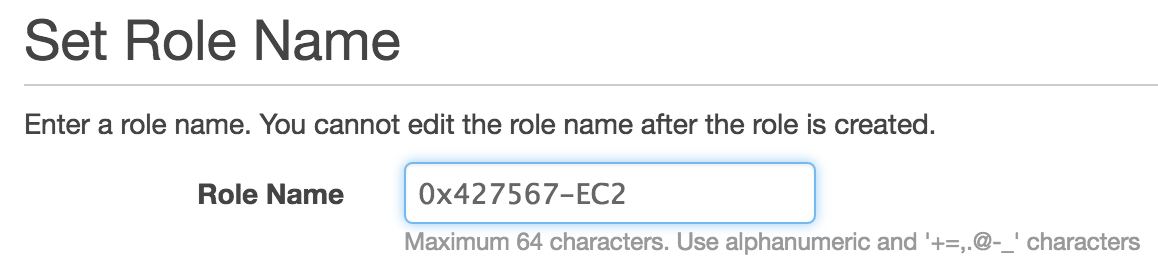 Set Role Name
Enter a role name. You cannot edit the role name after the role is created.
Role Name 0x427567-EC2
Maximum 64 characters. Use alphanumeric and '+=,.@-_' characters